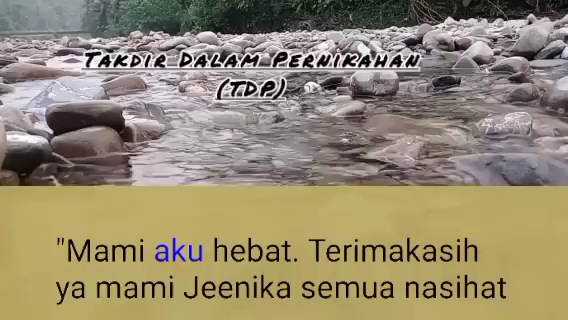 Takdir Dalam Pernikahan
(TDP)
"Mami aku hebat. Terimakasih
ya mami Jeenika semua nasihat